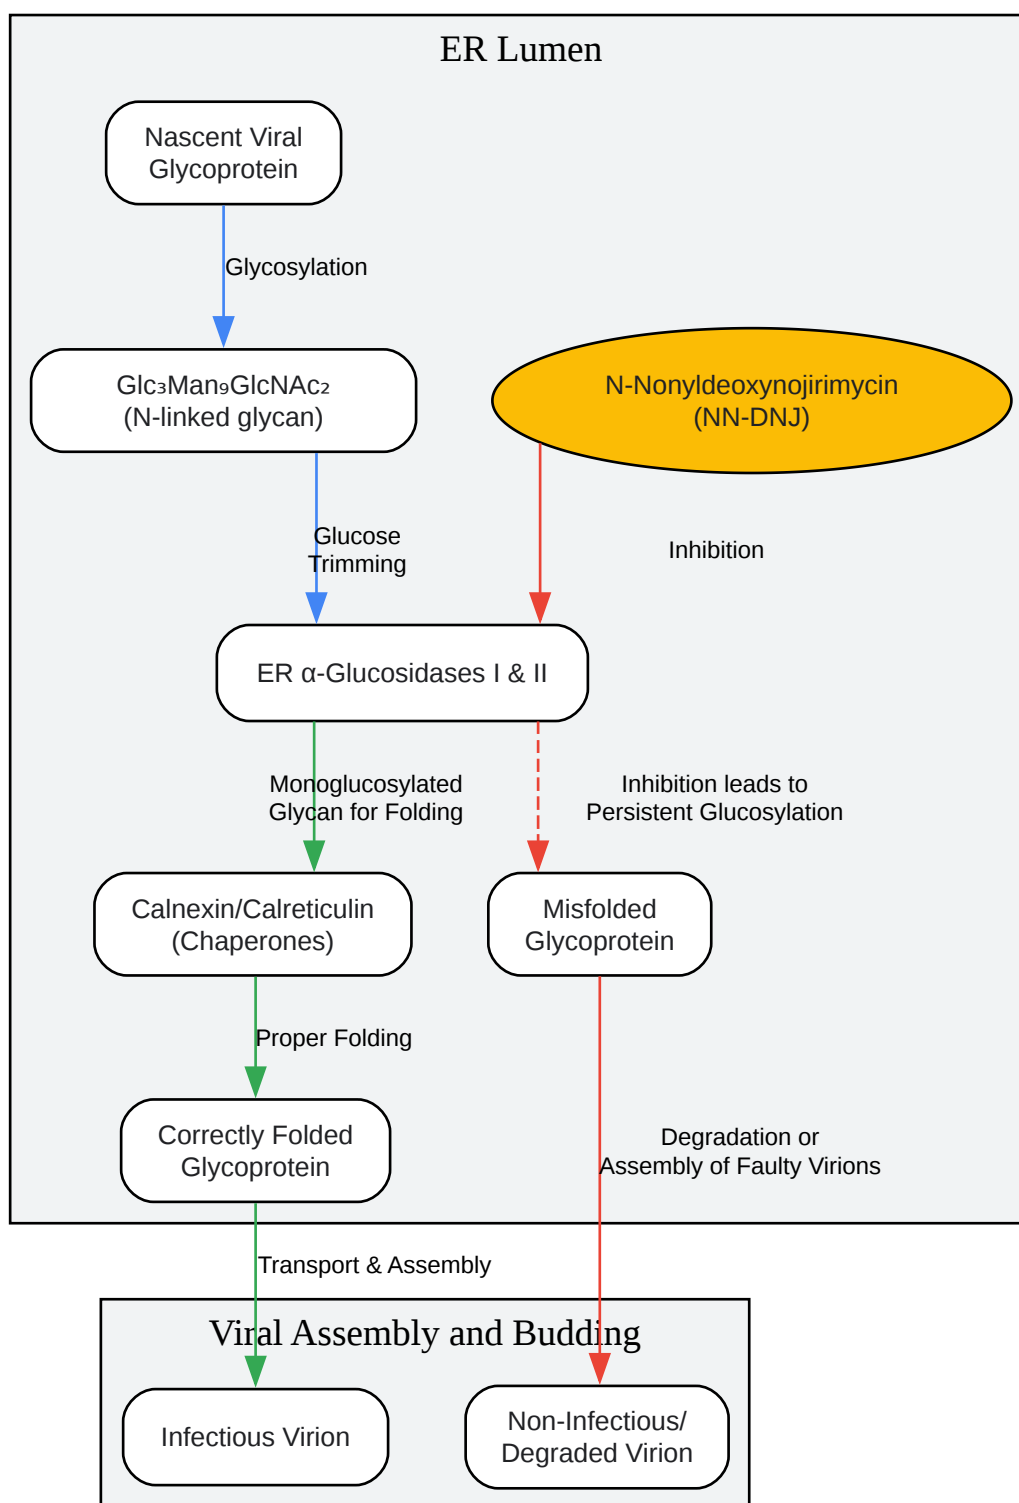 ER Lumen
Nascent Viral
Glycoprotein
Glycosylation
Glc₃Man₉GlcNAc₂
(N-linked glycan)
N-Nonyldeoxynojirimycin
(NN-DNJ)
Glucose
Trimming
Inhibition
ER α-Glucosidases I & II
Monoglucosylated
Glycan for Folding
Inhibition leads to
Persistent Glucosylation
Calnexin/Calreticulin
(Chaperones)
Misfolded
Glycoprotein
Proper Folding
Correctly Folded
Glycoprotein
Degradation or
Assembly of Faulty Virions
Transport & Assembly
Viral Assembly and Budding
Infectious Virion
Non-Infectious/
Degraded Virion